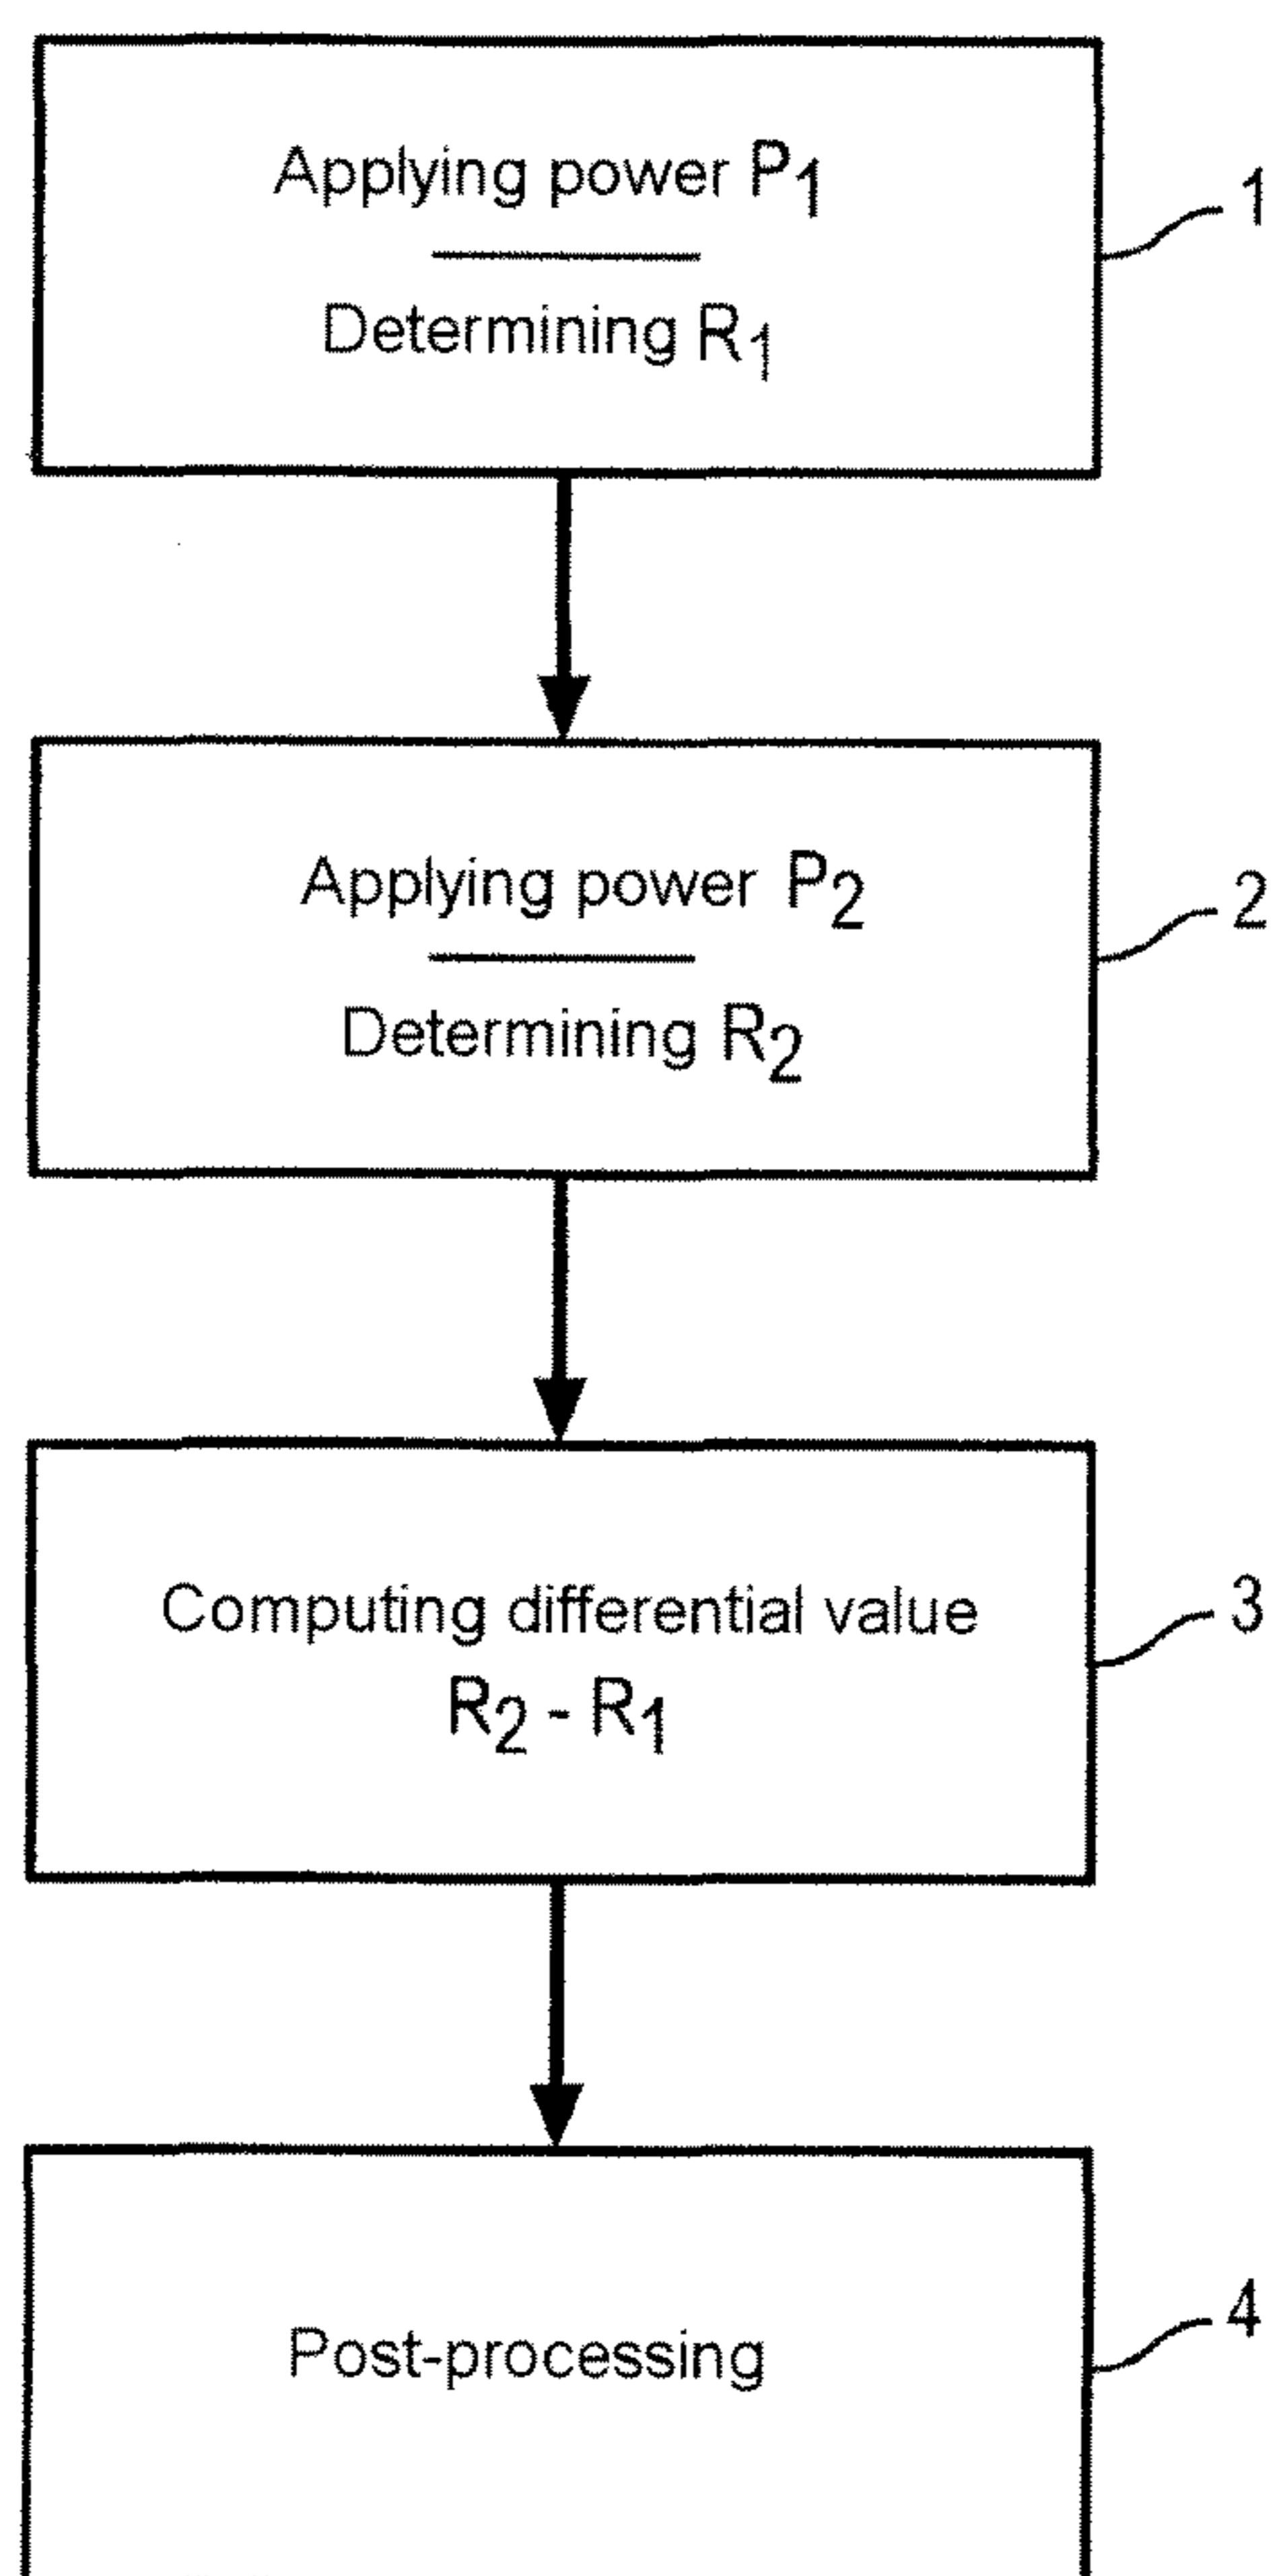 Applying power P₁
1
Determining R₁
Applying power P₂
2
Determining R₂
Computing differential value
3
R₂ - R₁
Post-processing
4